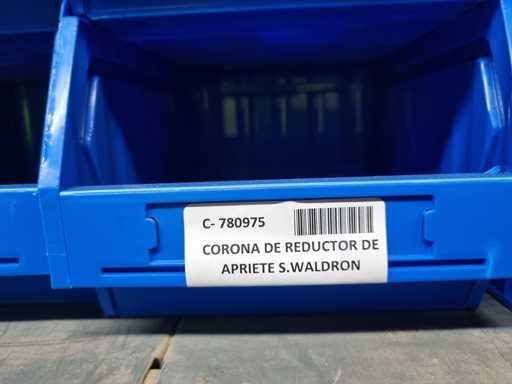 C- 780975
CORONA DE REDUCTOR DE
APRIETE S.WALDRON